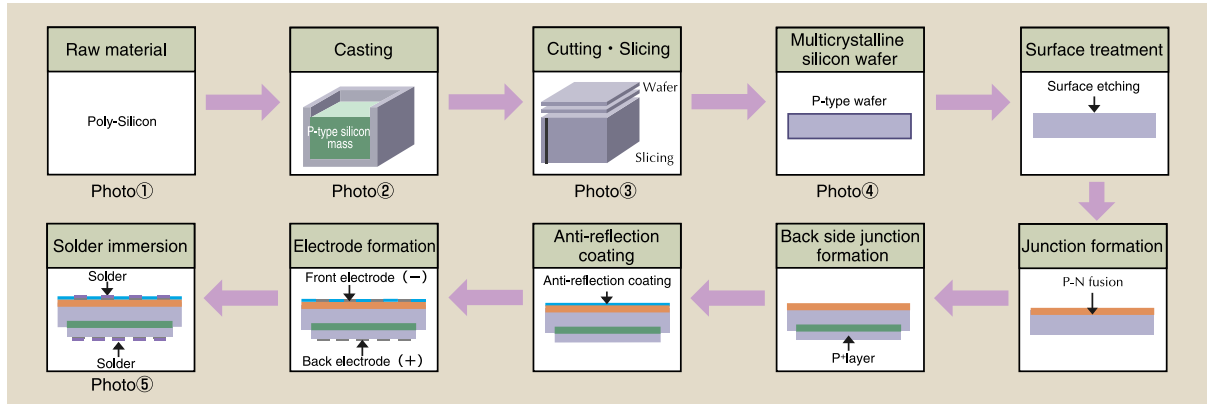 Raw material
Poly-Silicon
Photo①
Casting
P-type silicon
mass
Photo②
Cutting・Slicing
Wafer
Slicing
Photo③
Multicrystalline
silicon wafer
P-type wafer
Photo④
Surface treatment
Surface etching
Junction formation
P-N fusion
Back side junction
formation
P+layer
Anti-reflection
coating
Anti-reflection coating
Electrode formation
Front electrode（−）
Back electrode（+）
Solder immersion
Solder
Solder
Photo⑤